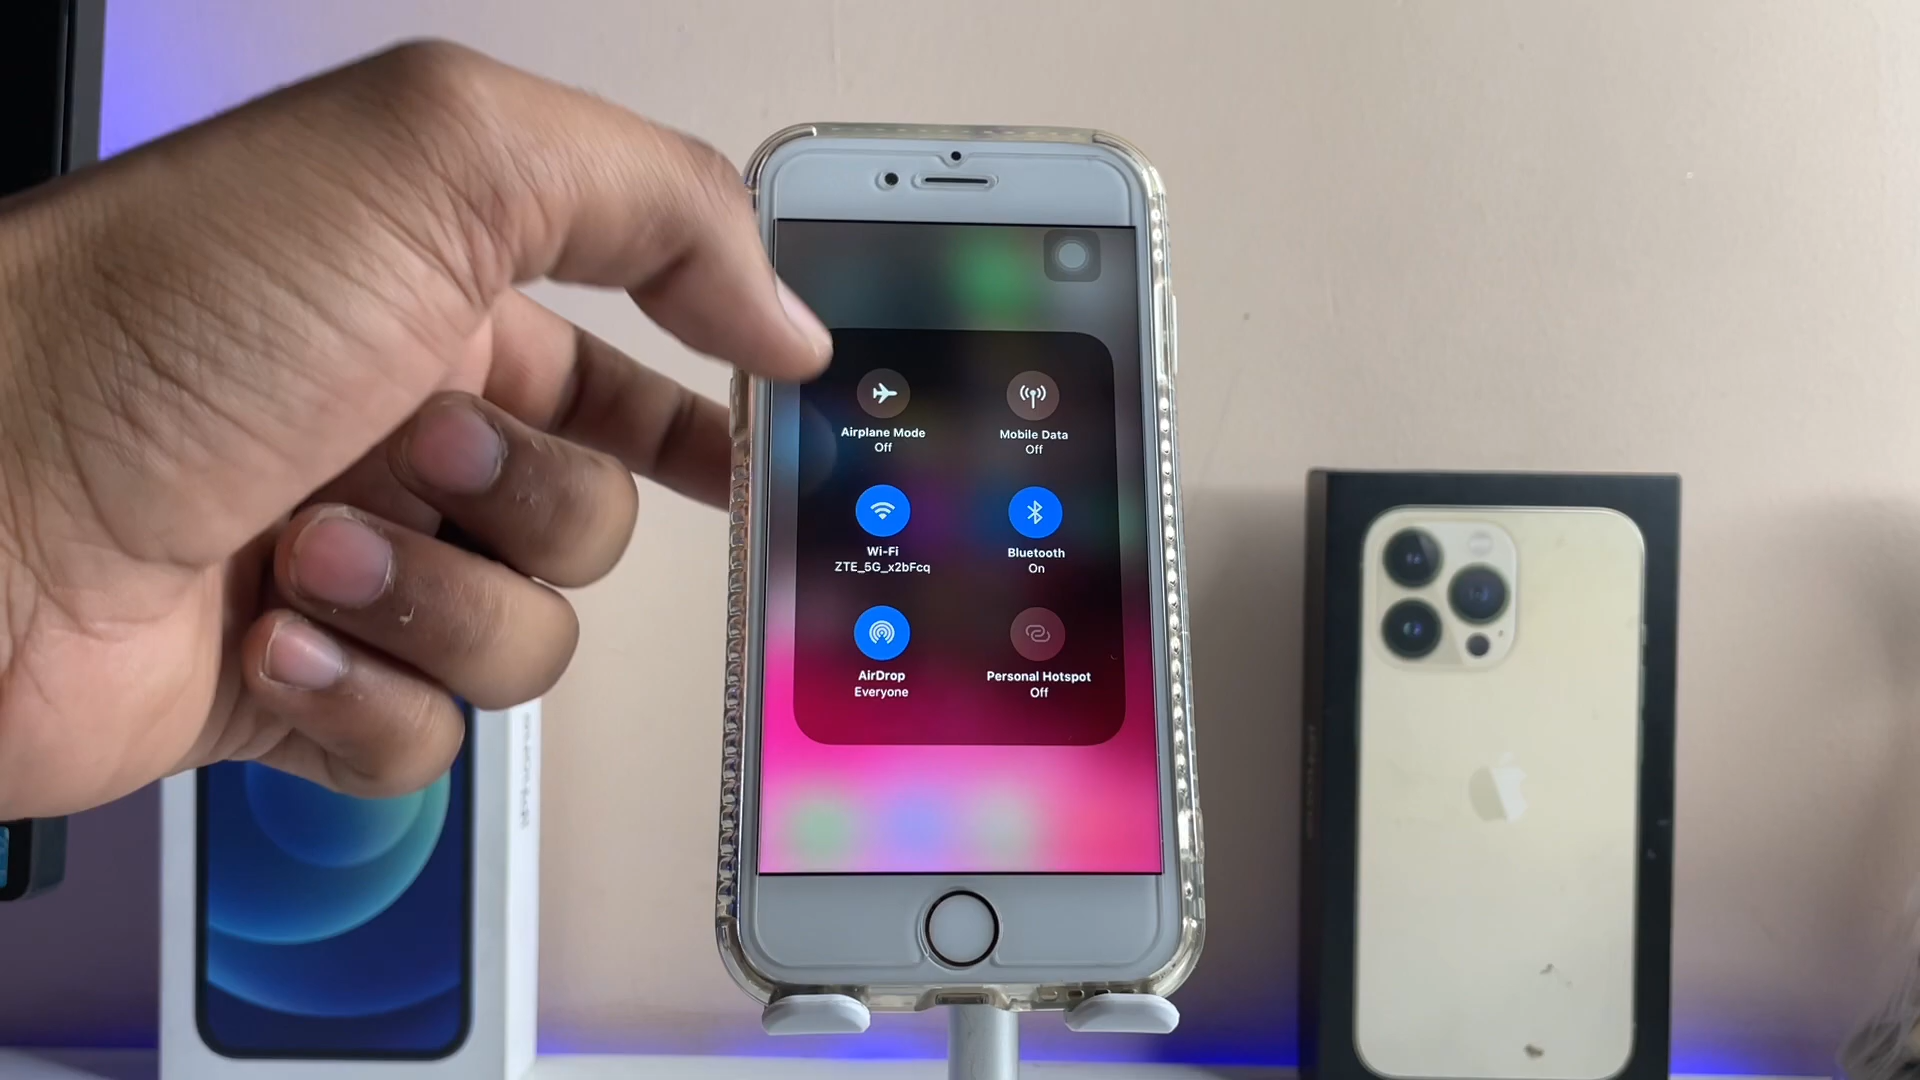 Airplane Mode
Off
Mobile Data
Off
Wi-Fi
ZTE_5G_x2bFcq
Bluetooth
On
AirDrop
Everyone
Personal Hotspot
Off